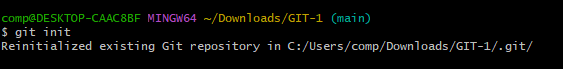 comp@DESKTOP-CAAC8BF MINGW64 ~/Downloads/GIT-1 (main)
$ git init
Reinitialized existing Git repository in C:/Users/comp/Downloads/GIT-1/.git/